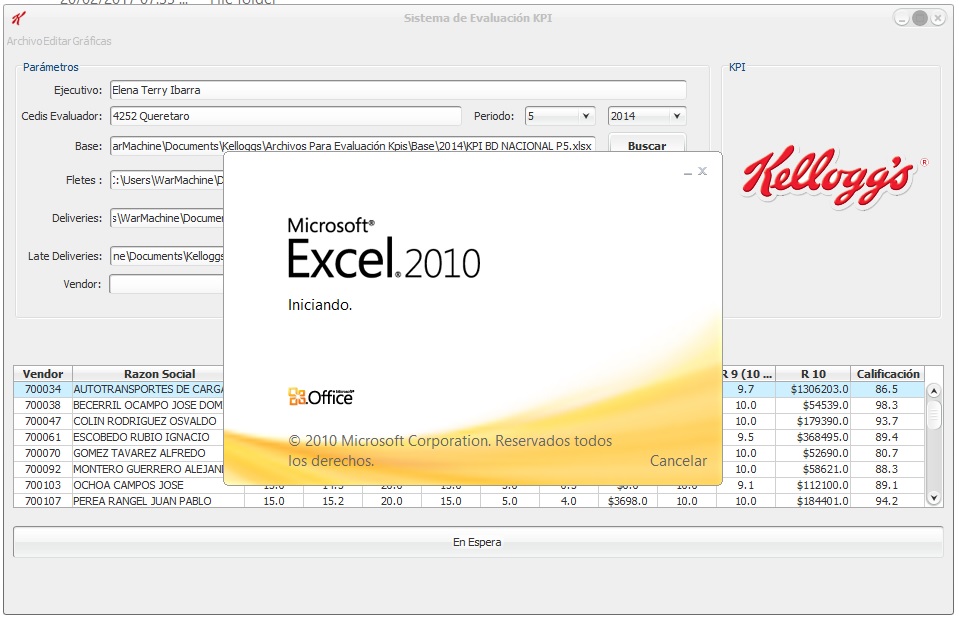 Sistema de Evaluación KPI
Archivo Editar Gráficas
Parámetros
KPI
Ejecutivo: Elena Terry Ibarra
Cedis Evaluador: 4252 Queretaro Periodo: 5 2014
Base: arMachine\Documents\Kelloggs\Archivos Para Evaluación Kpis\Base\2014\KPI BD NACIONAL P5.xlsx Buscar
Kellogg's®
Fletes : :\Users\WarMachine\D
Deliveries: s\WarMachine\Documen
Late Deliveries: ne\Documents\Kelloggs
Vendor:
Microsoft®
Excel®2010
Iniciando.
Microsoft®
Office
© 2010 Microsoft Corporation. Reservados todos
los derechos. Cancelar
Vendor Razon Social R 9 (10 ... R 10 Calificación
700034 AUTOTRANSPORTES DE CARGA 9.7 $1306203.0 86.5
700038 BECERRIL OCAMPO JOSE DOM 10.0 $54539.0 98.3
700047 COLIN RODRIGUEZ OSVALDO 10.0 $179390.0 93.7
700061 ESCOBEDO RUBIO IGNACIO 9.5 $368495.0 89.4
700070 GOMEZ TAVAREZ ALFREDO 10.0 $52690.0 80.7
700092 MONTERO GUERRERO ALEJAN 10.0 $58621.0 88.3
700103 OCHOA CAMPOS JOSE 9.1 $112100.0 89.1
700107 PEREA RANGEL JUAN PABLO 15.0 15.2 20.0 15.0 5.0 4.0 $3698.0 10.0 10.0 $184401.0 94.2
En Espera